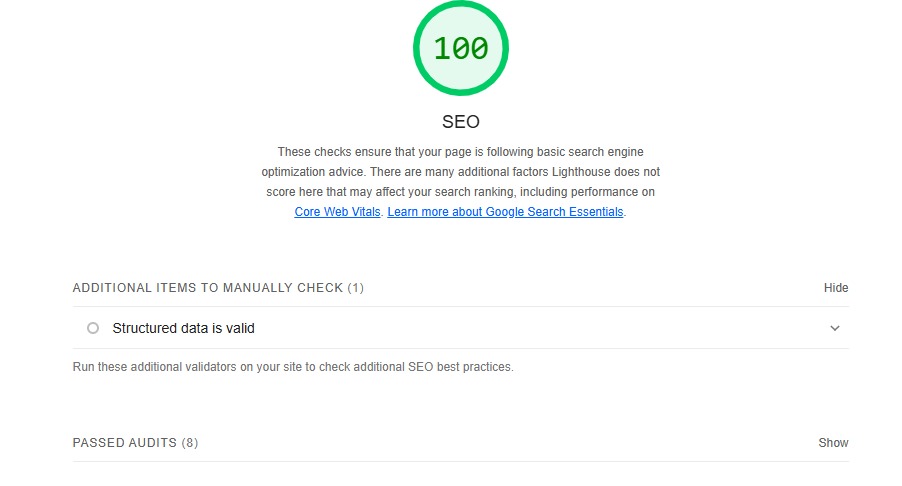 100
SEO
These checks ensure that your page is following basic search engine
optimization advice. There are many additional factors Lighthouse does not
score here that may affect your search ranking, including performance on
Core Web Vitals. Learn more about Google Search Essentials.
ADDITIONAL ITEMS TO MANUALLY CHECK (1) Hide
Structured data is valid
Run these additional validators on your site to check additional SEO best practices.
PASSED AUDITS (8) Show